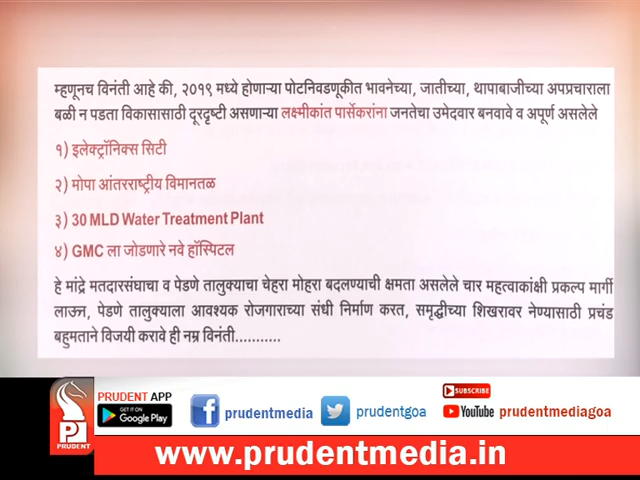 म्हणूनच विनंती आहे की, २०१९ मध्ये होणाऱ्या पोटनिवडणूकीत भावनेच्या, जातीच्या, थापाबाजीच्या अपप्रचाराला
बळी न पडता विकासासाठी दूरदृष्टी असणाऱ्या लक्ष्मीकांत पार्सेकरांना जनतेचा उमेदवार बनवावे व अपूर्ण असलेले
१) इलेक्ट्रॉनिक्स सिटी
२) मोपा आंतरराष्ट्रीय विमानतळ
३) 30 MLD Water Treatment Plant
४) GMC ला जोडणारे नवे हॉस्पिटल
हे मांद्रे मतदारसंघाचा व पेडणे तालुक्याचा चेहरा मोहरा बदलण्याची क्षमता असलेले चार महत्वाकांक्षी प्रकल्प मार्गी
लाऊन, पेडणे तालुक्याला आवश्यक रोजगाराच्या संधी निर्माण करत, समृद्धीच्या शिखरावर नेण्यासाठी प्रचंड
बहुमताने विजयी करावे ही नम्र विनंती...........
PRUDENT
PRUDENT APP
GET IT ON
Google Play
prudentmedia
prudentgoa
SUBSCRIBE
YouTube prudentmediagoa
www.prudentmedia.in